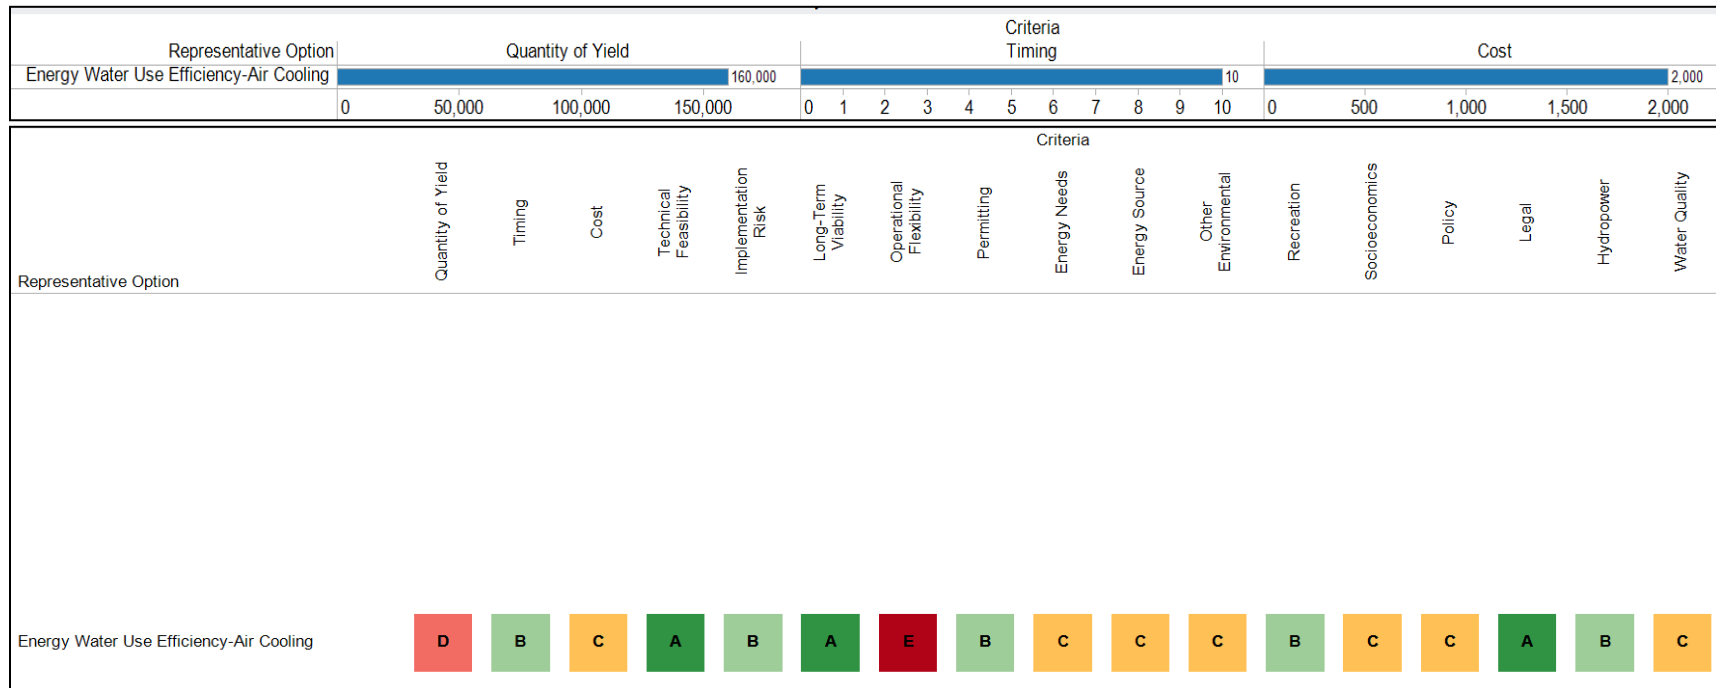 Criteria
Representative Option Quantity of Yield Timing Cost
Energy Water Use Efficiency-Air Cooling 160,000 10 2,000
0 50,000 100,000 150,000 0 1 2 3 4 5 6 7 8 9 10 0 500 1,000 1,500 2,000
Criteria
Quantity of Yield
Timing
Cost
Technical
Feasibility
Implementation
Risk
Long-Term
Viability
Operational
Flexibility
Permitting
Energy Needs
Energy Source
Other
Environmental
Recreation
Socioeconomics
Policy
Legal
Hydropower
Water Quality
Representative Option
Energy Water Use Efficiency-Air Cooling D B C A B A E B C C C B C C A B C